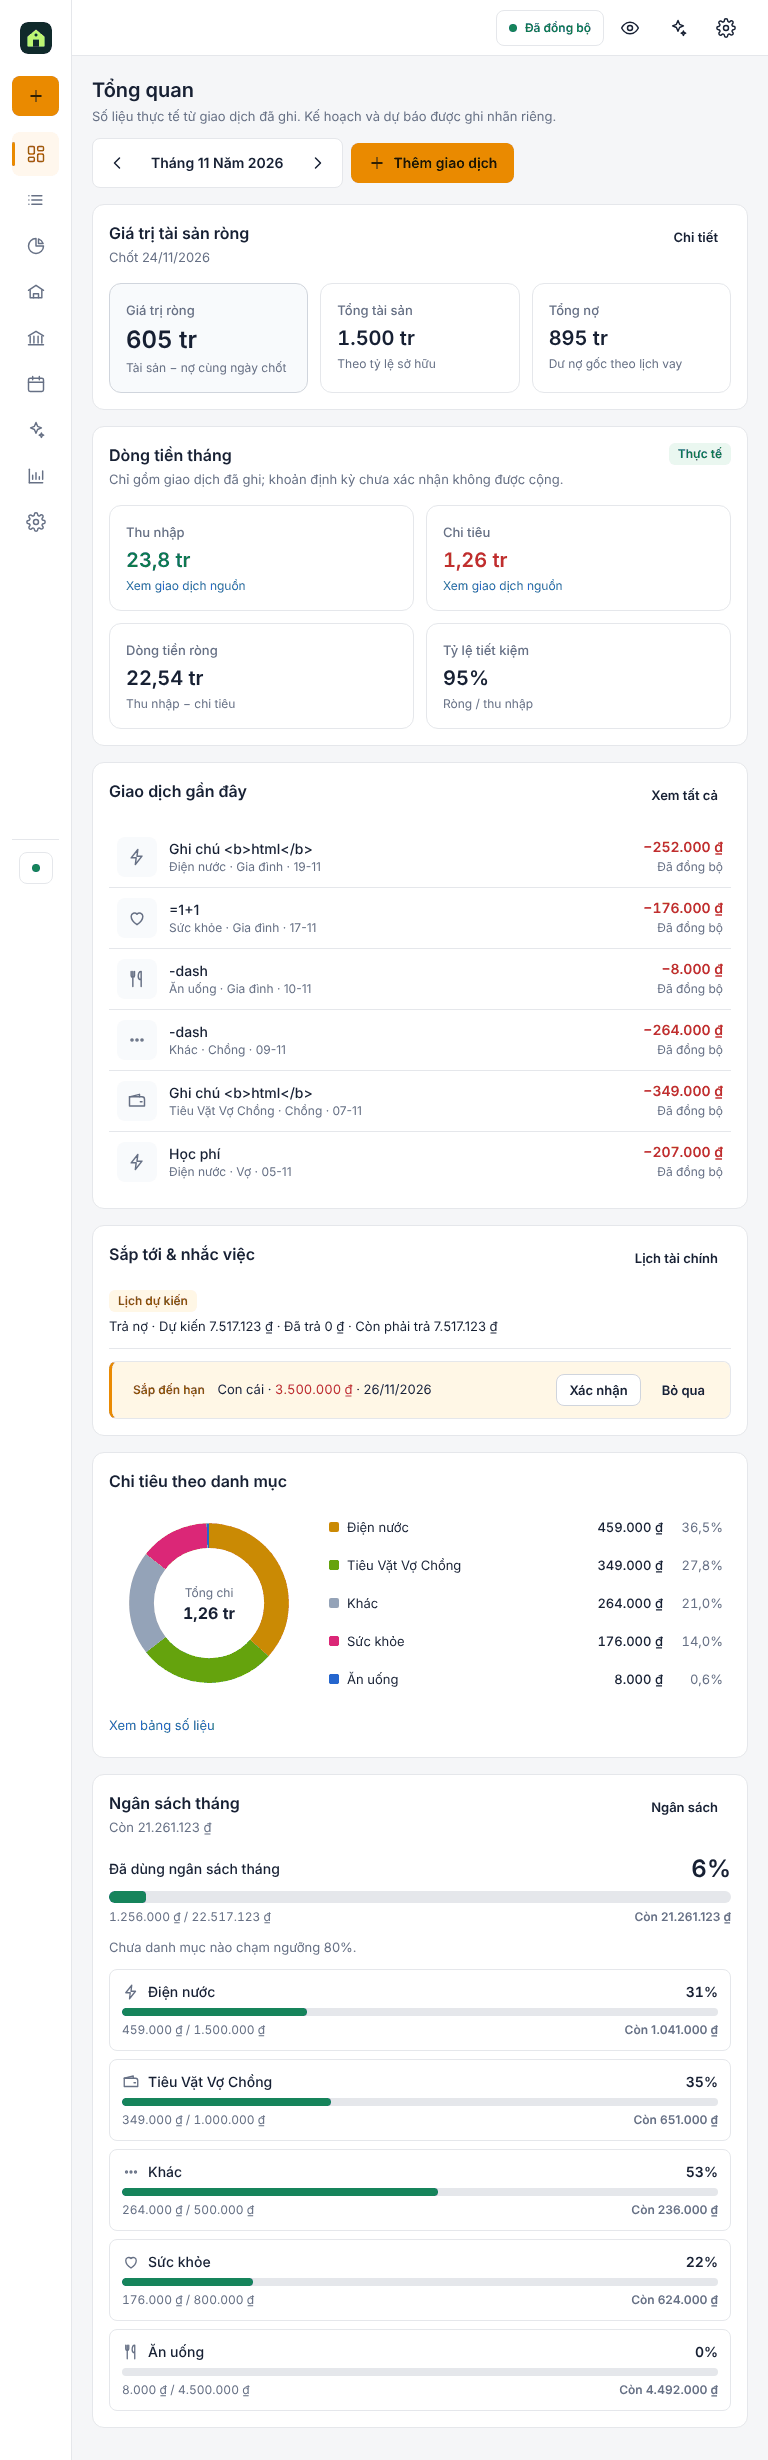 Đã đồng bộ
Tổng quan
Số liệu thực tế từ giao dịch đã ghi. Kế hoạch và dự báo được ghi nhãn riêng.
Tháng 11 Năm 2026
Thêm giao dịch
Giá trị tài sản ròng
Chi tiết
Chốt 24/11/2026
Giá trị ròng
605 tr
Tài sản − nợ cùng ngày chốt
Tổng tài sản
1.500 tr
Theo tỷ lệ sở hữu
Tổng nợ
895 tr
Dư nợ gốc theo lịch vay
Dòng tiền tháng
Thực tế
Chỉ gồm giao dịch đã ghi; khoản định kỳ chưa xác nhận không được cộng.
Thu nhập
23,8 tr
Xem giao dịch nguồn
Chi tiêu
1,26 tr
Xem giao dịch nguồn
Dòng tiền ròng
22,54 tr
Thu nhập − chi tiêu
Tỷ lệ tiết kiệm
95%
Ròng / thu nhập
Giao dịch gần đây
Xem tất cả
Ghi chú <b>html</b>
−252.000 ₫
Điện nước · Gia đình · 19-11
Đã đồng bộ
=1+1
−176.000 ₫
Sức khỏe · Gia đình · 17-11
Đã đồng bộ
-dash
−8.000 ₫
Ăn uống · Gia đình · 10-11
Đã đồng bộ
-dash
−264.000 ₫
Khác · Chồng · 09-11
Đã đồng bộ
Ghi chú <b>html</b>
−349.000 ₫
Tiêu Vặt Vợ Chồng · Chồng · 07-11
Đã đồng bộ
Học phí
−207.000 ₫
Điện nước · Vợ · 05-11
Đã đồng bộ
Sắp tới & nhắc việc
Lịch tài chính
Lịch dự kiến
Trả nợ · Dự kiến 7.517.123 ₫ · Đã trả 0 ₫ · Còn phải trả 7.517.123 ₫
Sắp đến hạn Con cái · 3.500.000 ₫ · 26/11/2026
Xác nhận
Bỏ qua
Chi tiêu theo danh mục
Tổng chi
1,26 tr
Điện nước 459.000 ₫ 36,5%
Tiêu Vặt Vợ Chồng 349.000 ₫ 27,8%
Khác 264.000 ₫ 21,0%
Sức khỏe 176.000 ₫ 14,0%
Ăn uống 8.000 ₫ 0,6%
Xem bảng số liệu
Ngân sách tháng
Ngân sách
Còn 21.261.123 ₫
Đã dùng ngân sách tháng
6%
1.256.000 ₫ / 22.517.123 ₫
Còn 21.261.123 ₫
Chưa danh mục nào chạm ngưỡng 80%.
Điện nước 31%
459.000 ₫ / 1.500.000 ₫ Còn 1.041.000 ₫
Tiêu Vặt Vợ Chồng 35%
349.000 ₫ / 1.000.000 ₫ Còn 651.000 ₫
Khác 53%
264.000 ₫ / 500.000 ₫ Còn 236.000 ₫
Sức khỏe 22%
176.000 ₫ / 800.000 ₫ Còn 624.000 ₫
Ăn uống 0%
8.000 ₫ / 4.500.000 ₫ Còn 4.492.000 ₫